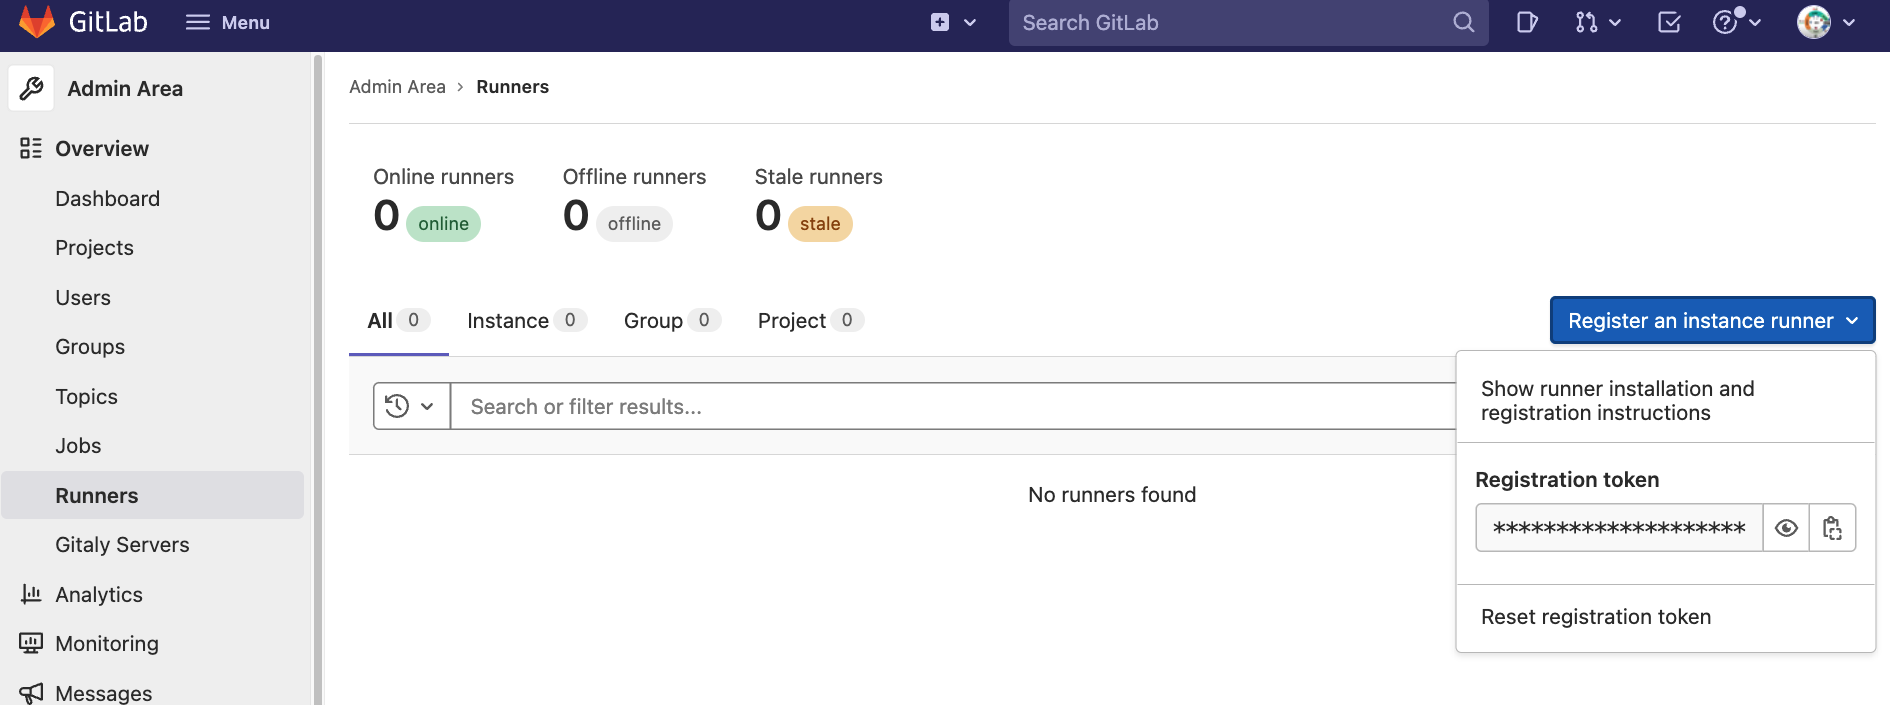 GitLab
Menu
Search GitLab
Admin Area
Overview
Dashboard
Projects
Users
Groups
Topics
Jobs
Runners
Gitaly Servers
Analytics
Monitoring
Messages
Admin Area › Runners
Online runners
0 online
Offline runners
0 offline
Stale runners
0 stale
All 0
Instance 0
Group 0
Project 0
Register an instance runner
Search or filter results...
No runners found
Show runner installation and
registration instructions
Registration token
********************
Reset registration token